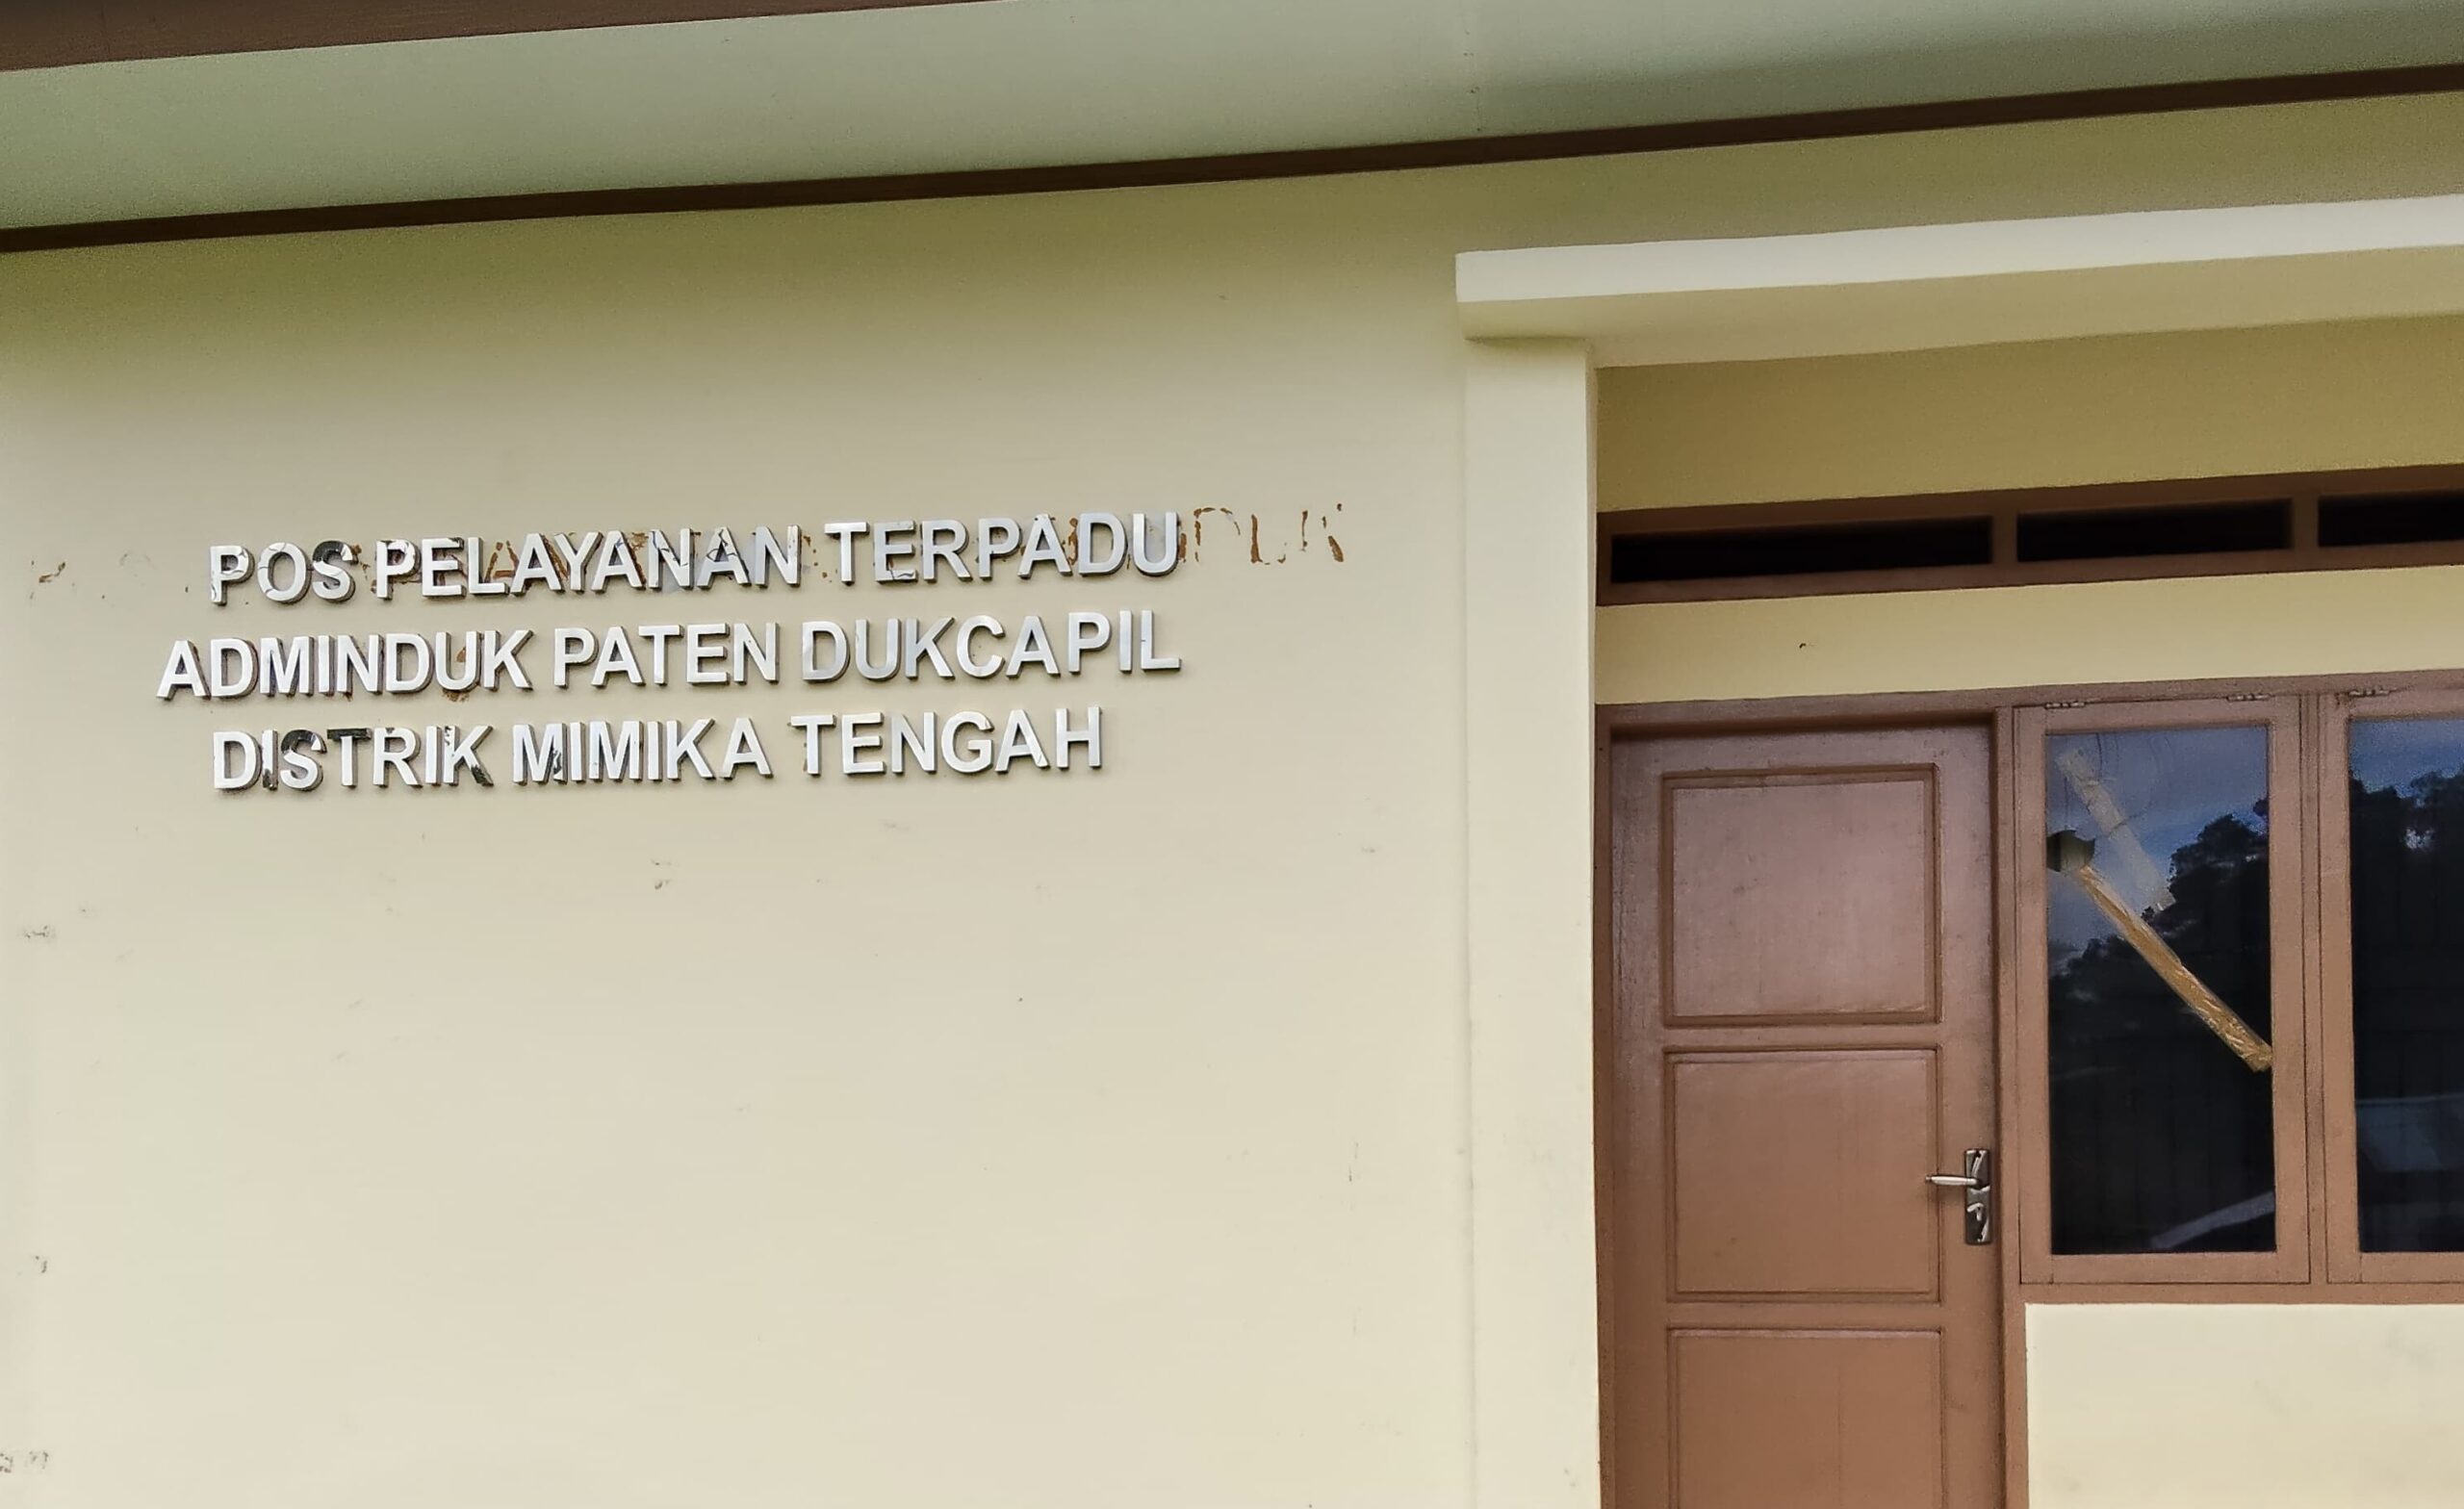 POS PELAYANAN TERPADU
ADMINDUK PATEN DUKCAPIL
DISTRIK MIMIKA TENGAH